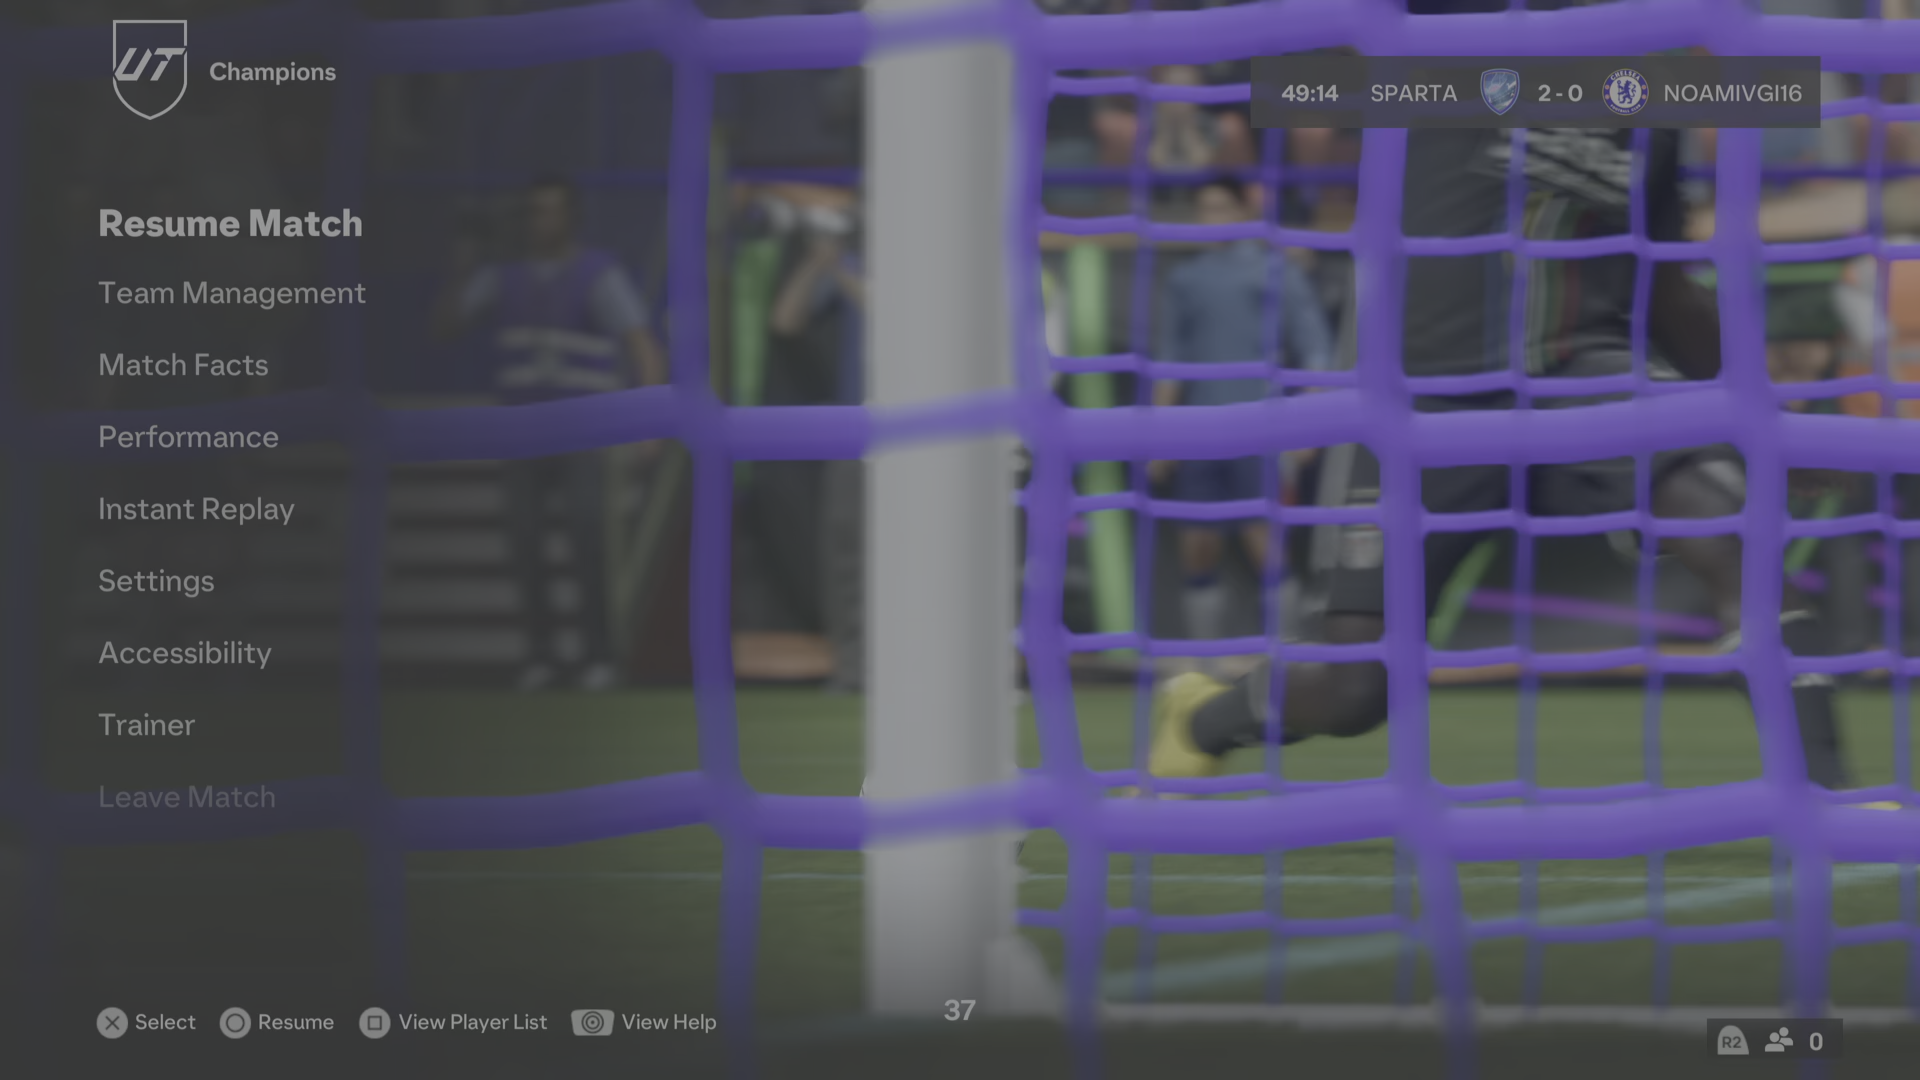 UT Champions
49:14 SPARTA 2 - 0 NOAMIVGI16
Resume Match
Team Management
Match Facts
Performance
Instant Replay
Settings
Accessibility
Trainer
Leave Match
Select Resume View Player List View Help
37
R2 0